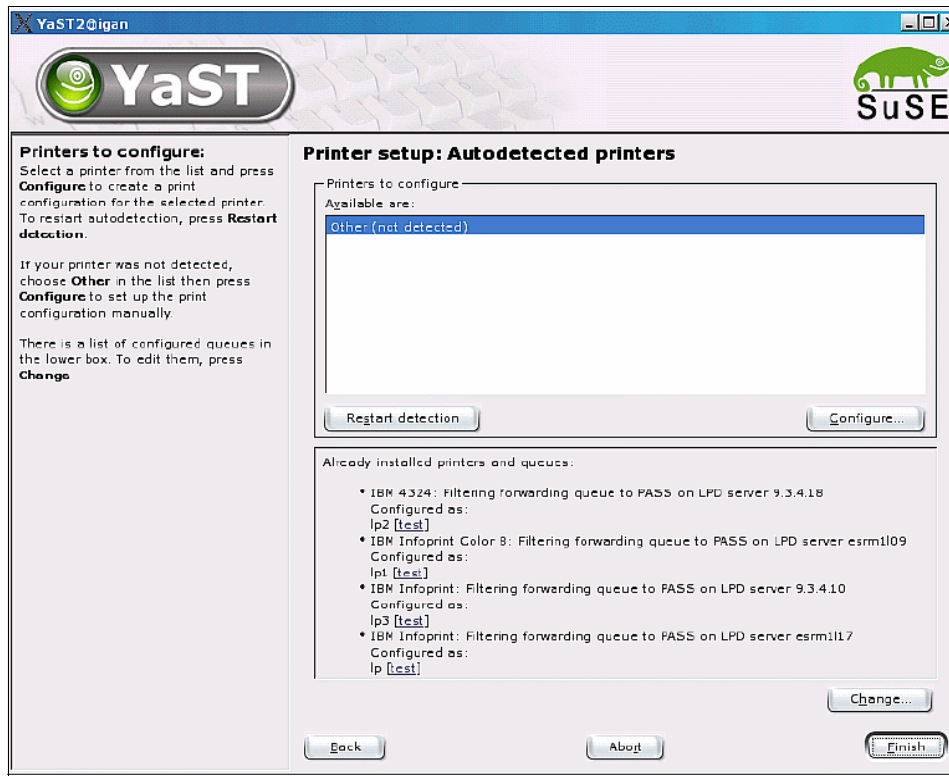 YaST2@igan
YaST
SuSE
Printers to configure:
Select a printer from the list and press
Configure to create a print
configuration for the selected printer.
To restart autodetection, press Restart
detection.
If your printer was not detected,
choose Other in the list then press
Configure to set up the print
configuration manually.
There is a list of configured queues in
the lower box. To edit them, press
Change
Printer setup: Autodetected printers
Printers to configure
Available are:
Other (not detected)
Restart detection
Configure...
Already installed printers and queues:
• IBM 4324: Filtering forwarding queue to PASS on LPD server 9.3.4.18
Configured as:
lp2 [test]
• IBM Infoprint Color 8: Filtering forwarding queue to PASS on LPD server esrm1l09
Configured as:
lp1 [test]
• IBM Infoprint: Filtering forwarding queue to PASS on LPD server 9.3.4.10
Configured as:
lp3 [test]
• IBM Infoprint: Filtering forwarding queue to PASS on LPD server esrm1l17
Configured as:
lp [test]
Change...
Back
Abort
Finish